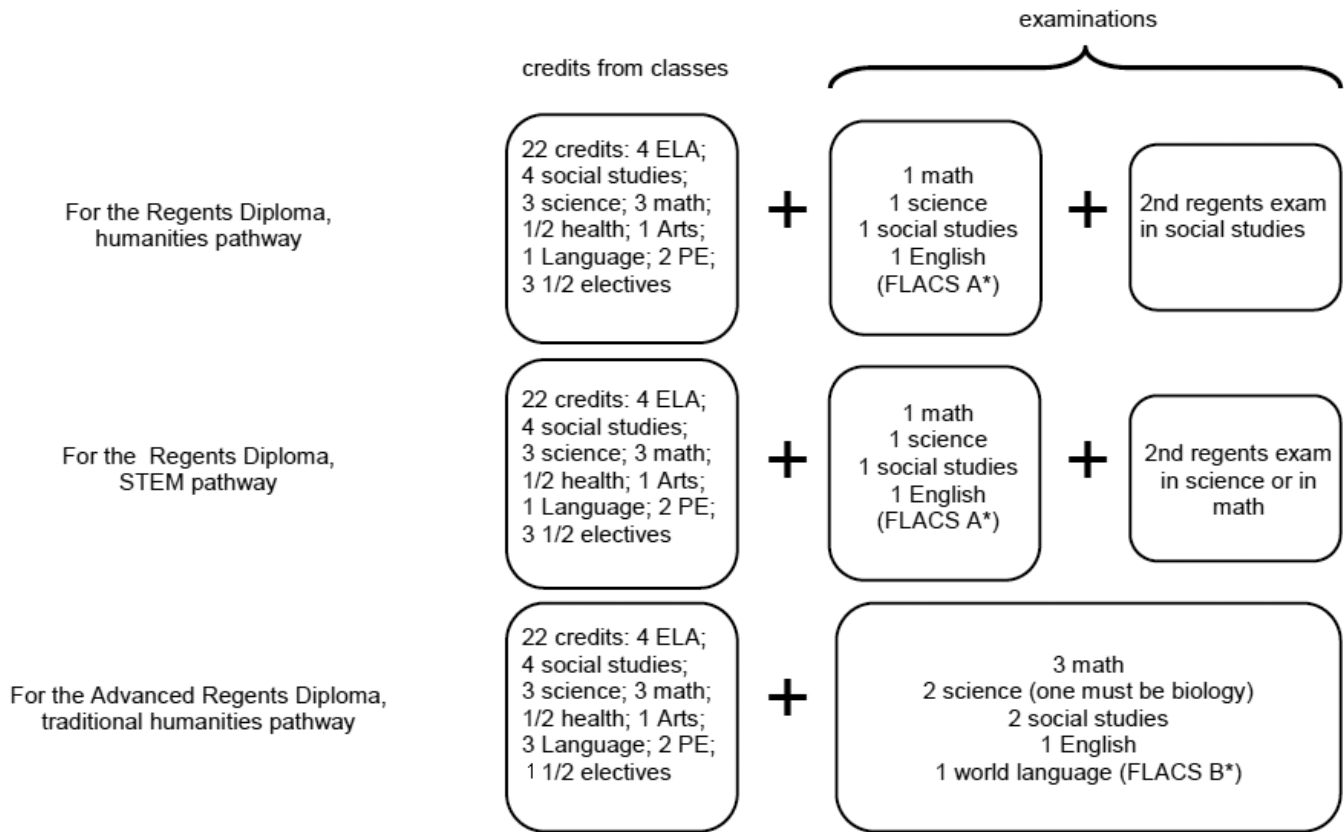 examinations
credits from classes
For the Regents Diploma,
humanities pathway
22 credits: 4 ELA;
4 social studies;
3 science; 3 math;
1/2 health; 1 Arts;
1 Language; 2 PE;
3 1/2 electives
+
1 math
1 science
1 social studies
1 English
(FLACS A*)
+
2nd regents exam
in social studies
For the Regents Diploma,
STEM pathway
22 credits: 4 ELA;
4 social studies;
3 science; 3 math;
1/2 health; 1 Arts;
1 Language; 2 PE;
3 1/2 electives
+
1 math
1 science
1 social studies
1 English
(FLACS A*)
+
2nd regents exam
in science or in
math
For the Advanced Regents Diploma,
traditional humanities pathway
22 credits: 4 ELA;
4 social studies;
3 science; 3 math;
1/2 health; 1 Arts;
3 Language; 2 PE;
1 1/2 electives
+
3 math
2 science (one must be biology)
2 social studies
1 English
1 world language (FLACS B*)